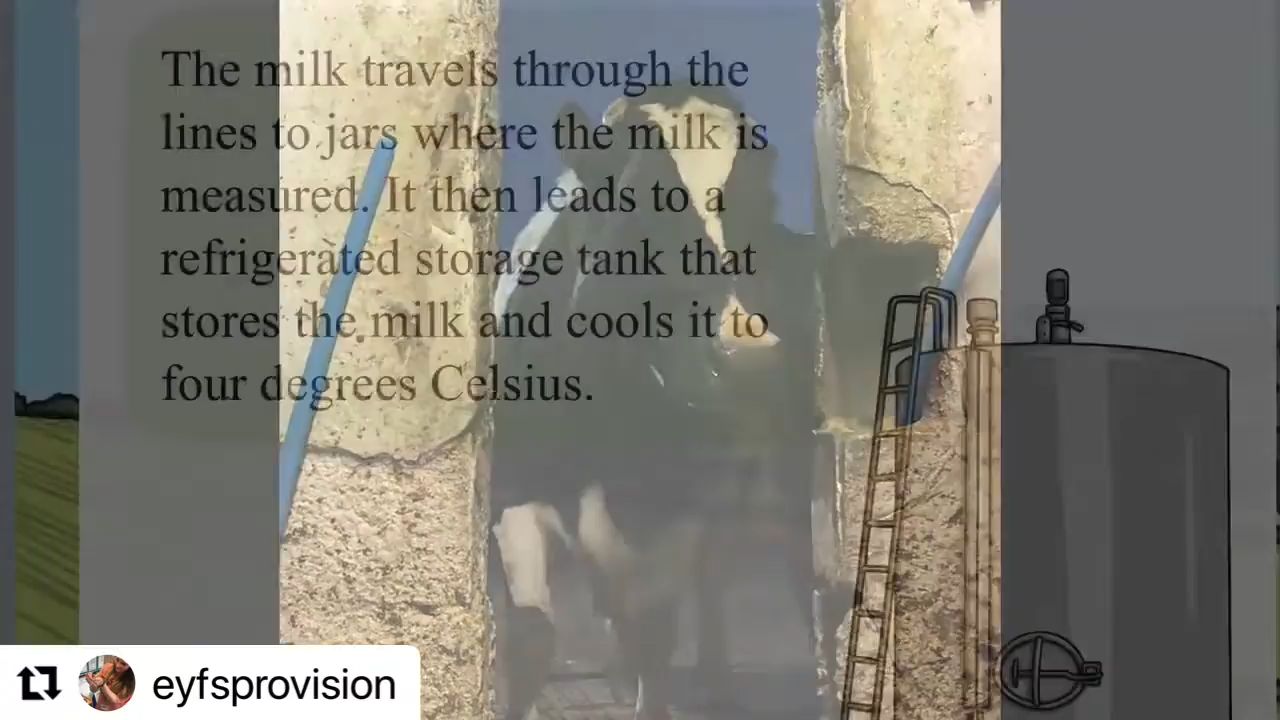 The milk travels through the
lines to jars where the milk is
measured. It then leads to a
refrigerated storage tank that
stores the milk and cools it to
four degrees Celsius.
eyfsprovision